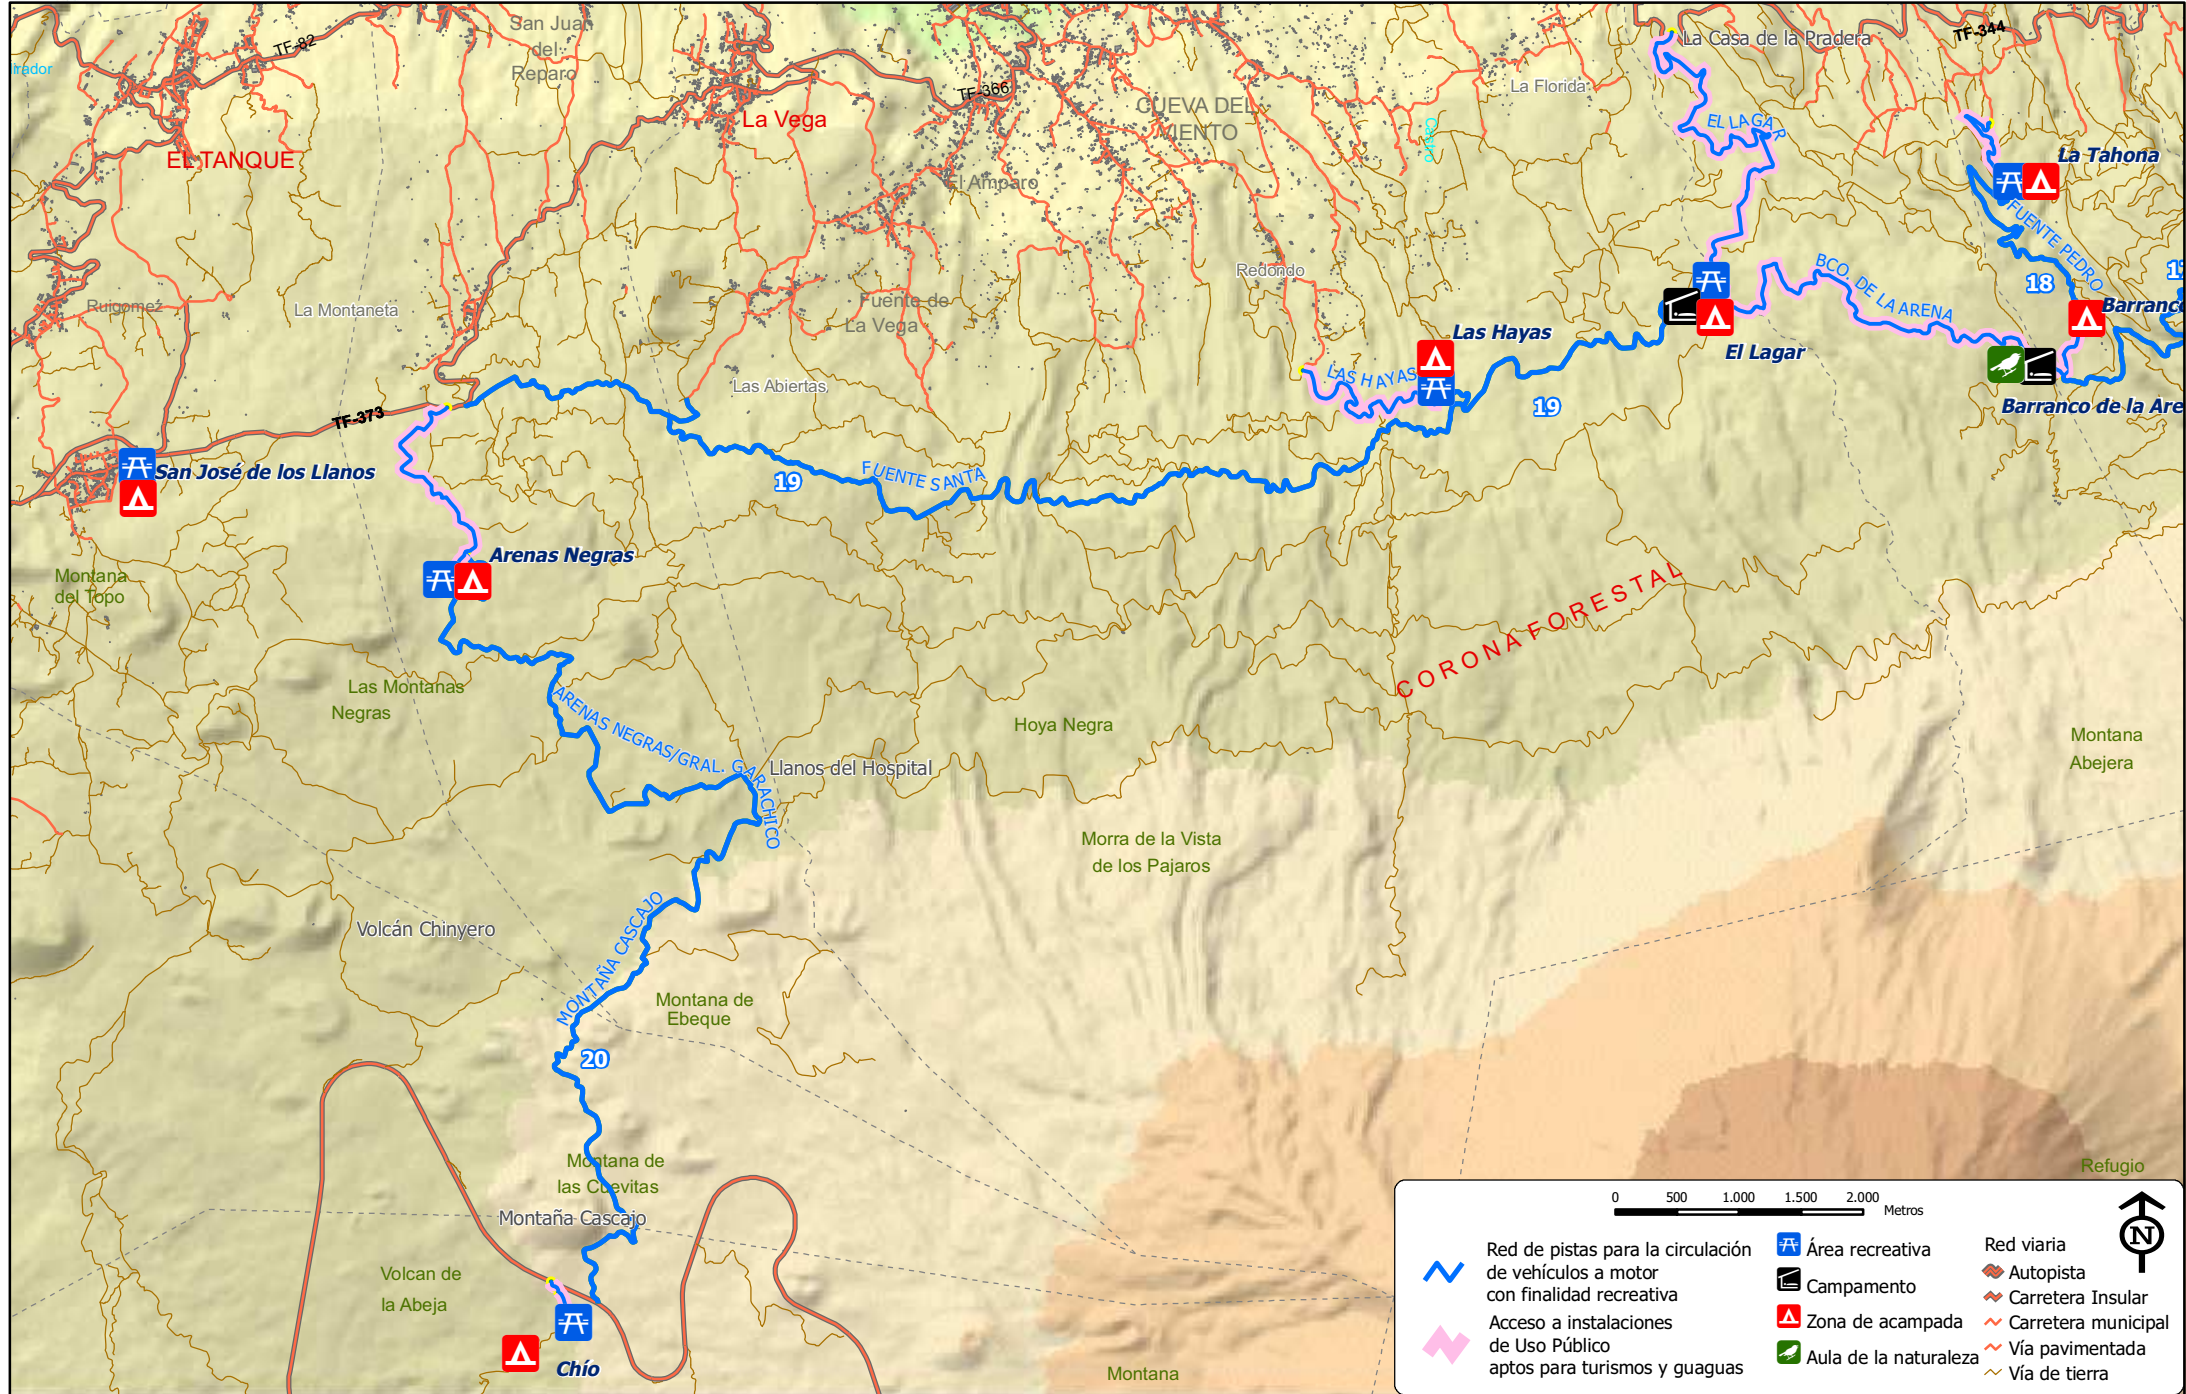 San Juan
del
Reparo
TF-82
irador
TF-366
La Vega
CUEVA DEL
VIENTO
La Casa de la Pradera
TF-344
La Florida
EL LAGAR
EL TANQUE
El Amparo
La Tahona
FUENTE PEDRO
18
Redondo
BCO. DE LA ARENA
Ruigomez
La Montaneta
Fuente de
La Vega
Barranco
Las Hayas
El Lagar
LAS HAYAS
Las Abiertas
TF-373
19
Barranco de la Are
San José de los Llanos
19
FUENTE SANTA
Arenas Negras
Montana
del Topo
CORONA FORESTAL
Las Montanas
Negras
ARENAS NEGRAS/GRAL. GARACHICO
Hoya Negra
Montana
Abejera
Llanos del Hospital
Morra de la Vista
de los Pajaros
Volcán Chinyero
MONTAÑA CASCAJO
Montana de
Ebeque
20
Montana de
las Cuevitas
Montaña Cascajo
Refugio
Volcan de
la Abeja
Chío
Montana
0 500 1.000 1.500 2.000
Metros
N
Red de pistas para la circulación
de vehículos a motor
con finalidad recreativa
Acceso a instalaciones
de Uso Público
aptos para turismos y guaguas
Área recreativa
Campamento
Zona de acampada
Aula de la naturaleza
Red viaria
Autopista
Carretera Insular
Carretera municipal
Vía pavimentada
Vía de tierra